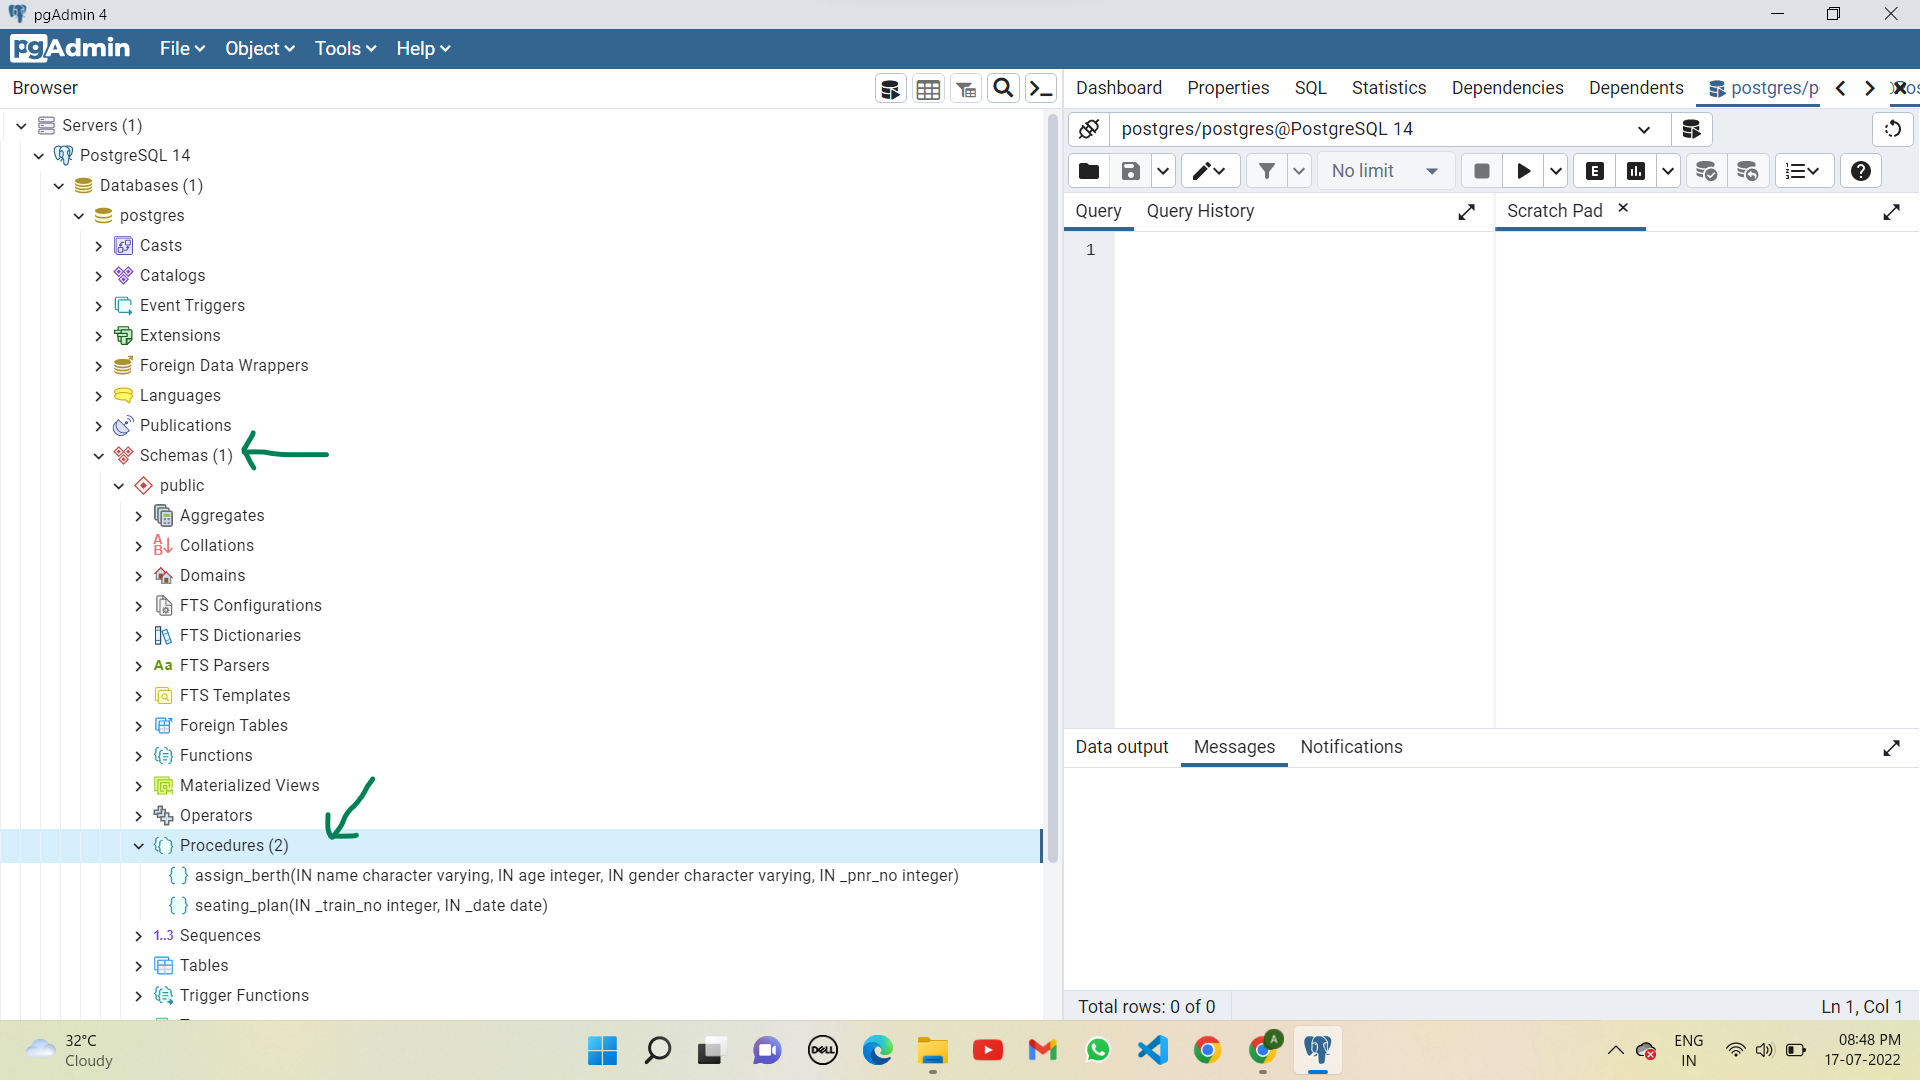 pgAdmin 4
pgAdmin File Object Tools Help
Browser
Servers (1)
PostgreSQL 14
Databases (1)
postgres
Casts
Catalogs
Event Triggers
Extensions
Foreign Data Wrappers
Languages
Publications
Schemas (1)
public
Aggregates
Collations
Domains
FTS Configurations
FTS Dictionaries
Aa FTS Parsers
FTS Templates
Foreign Tables
Functions
Materialized Views
Operators
Procedures (2)
assign_berth(IN name character varying, IN age integer, IN gender character varying, IN _pnr_no integer)
seating_plan(IN _train_no integer, IN _date date)
1..3 Sequences
Tables
Trigger Functions
Dashboard Properties SQL Statistics Dependencies Dependents postgres/p
postgres/postgres@PostgreSQL 14
No limit E
Query Query History
Scratch Pad
1
Data output Messages Notifications
Total rows: 0 of 0
Ln 1, Col 1
32°C
Cloudy
DELL
A
ENG
IN
08:48 PM
17-07-2022